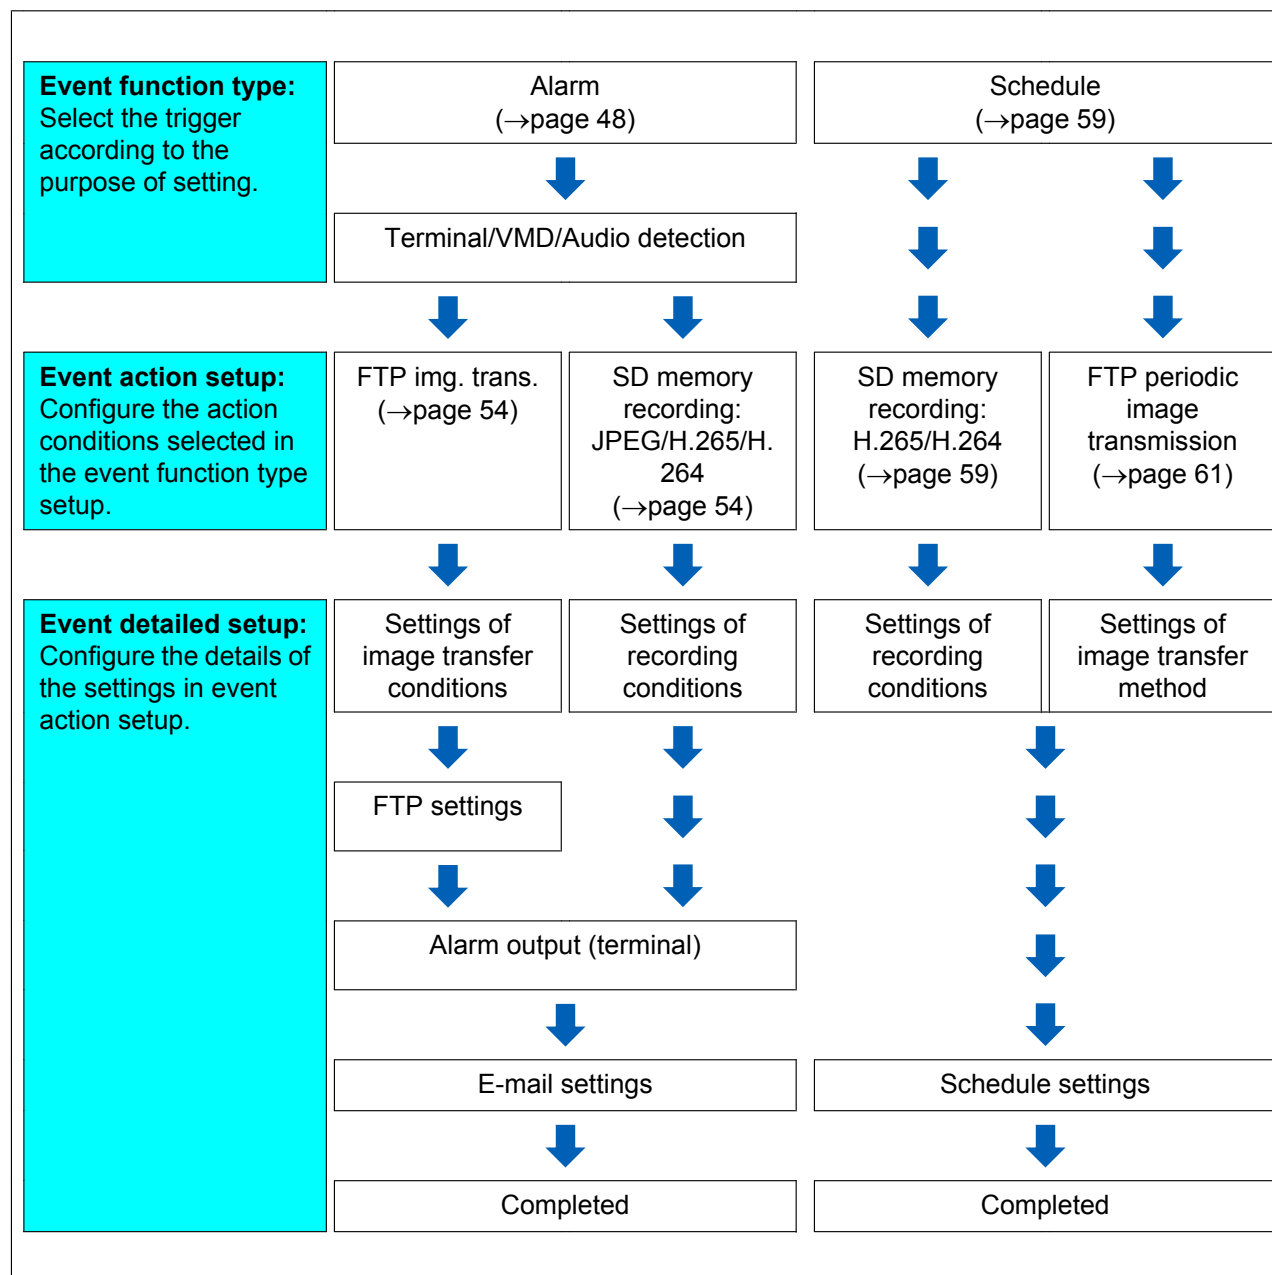 Event function type:
Select the trigger
according to the
purpose of setting.
Alarm
(→page 48)
Schedule
(→page 59)
Terminal/VMD/Audio detection
Event action setup:
Configure the action
conditions selected in
the event function type
setup.
FTP img. trans.
(→page 54)
SD memory
recording:
JPEG/H.265/H.
264
(→page 54)
SD memory
recording:
H.265/H.264
(→page 59)
FTP periodic
image
transmission
(→page 61)
Event detailed setup:
Configure the details of
the settings in event
action setup.
Settings of
image transfer
conditions
Settings of
recording
conditions
Settings of
recording
conditions
Settings of
image transfer
method
FTP settings
Alarm output (terminal)
E-mail settings
Schedule settings
Completed
Completed